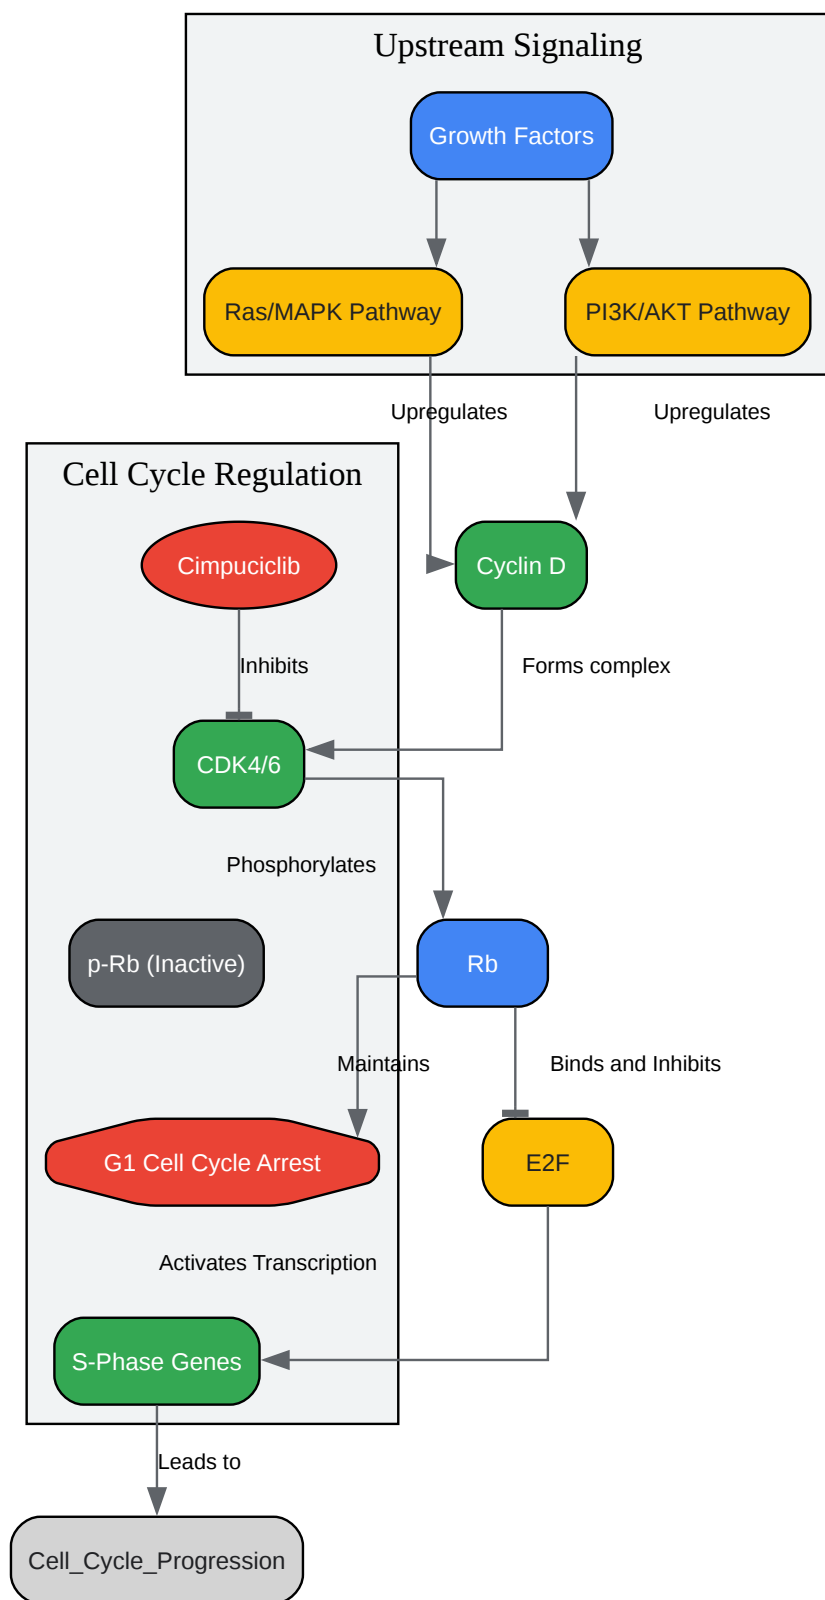 Upstream Signaling
Growth Factors
Ras/MAPK Pathway
PI3K/AKT Pathway
Upregulates
Upregulates
Cell Cycle Regulation
Cimpuciclib
Cyclin D
Inhibits
Forms complex
CDK4/6
Phosphorylates
p-Rb (Inactive)
Rb
Maintains
Binds and Inhibits
G1 Cell Cycle Arrest
E2F
Activates Transcription
S-Phase Genes
Leads to
Cell_Cycle_Progression